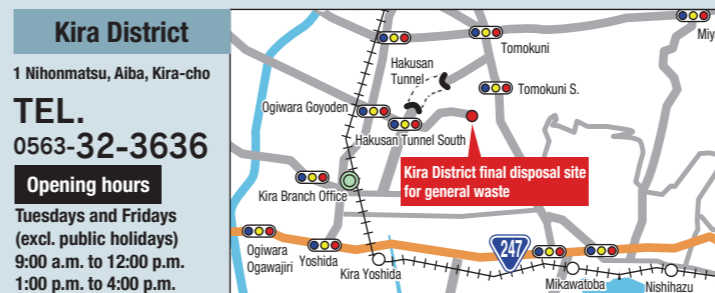 Kira District
1 Nihonmatsu, Aiba, Kira-cho
TEL.
0563-32-3636
Opening hours
Tuesdays and Fridays
(excl. public holidays)
9:00 a.m. to 12:00 p.m.
1:00 p.m. to 4:00 p.m.
Tomokuni
Miy
Hakusan
Tunnel
Tomokuni S.
Ogiwara Goyoden
Hakusan Tunnel South
Kira District final disposal site
for general waste
Kira Branch Office
Ogiwara
Ogawajiri
Yoshida
Kira Yoshida
247
Mikawatoba
Nishihazu